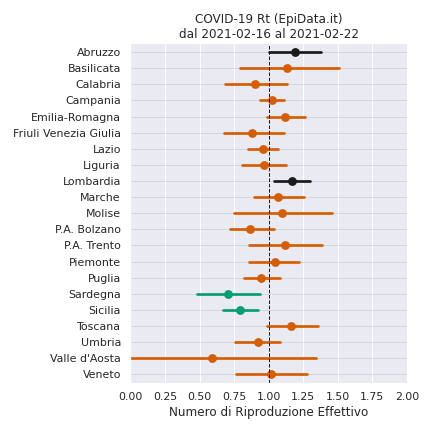 COVID-19 Rt (EpiData.it)
dal 2021-02-16 al 2021-02-22
Abruzzo
Basilicata
Calabria
Campania
Emilia-Romagna
Friuli Venezia Giulia
Lazio
Liguria
Lombardia
Marche
Molise
P.A. Bolzano
P.A. Trento
Piemonte
Puglia
Sardegna
Sicilia
Toscana
Umbria
Valle d'Aosta
Veneto
0.00 0.25 0.50 0.75 1.00 1.25 1.50 1.75 2.00
Numero di Riproduzione Effettivo